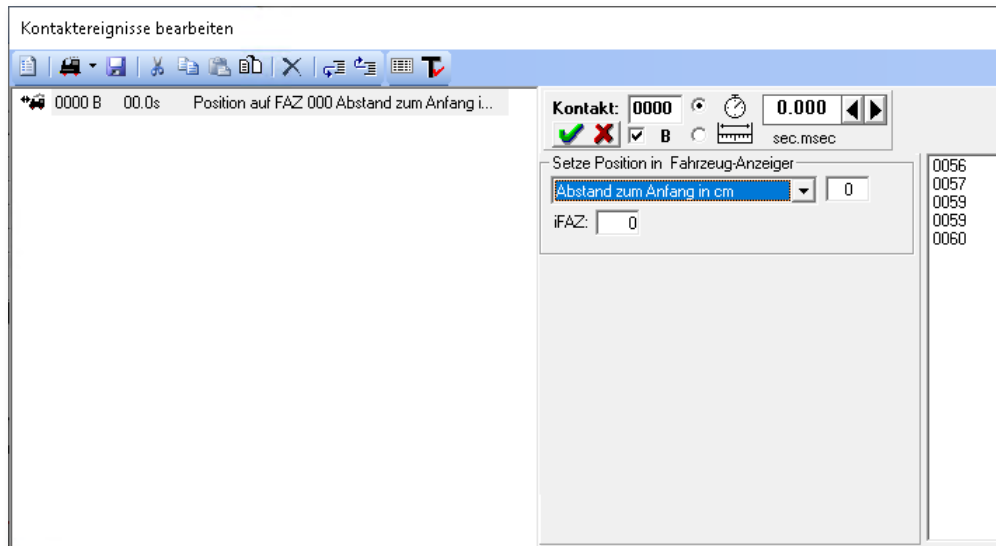 Kontaktereignisse bearbeiten
0000 B 00.0s Position auf FAZ 000 Abstand zum Anfang i...
Kontakt: 0000 0.000
B sec.msec
Setze Position in Fahrzeug-Anzeiger
Abstand zum Anfang in cm 0
iFAZ: 0
0056
0057
0059
0059
0060